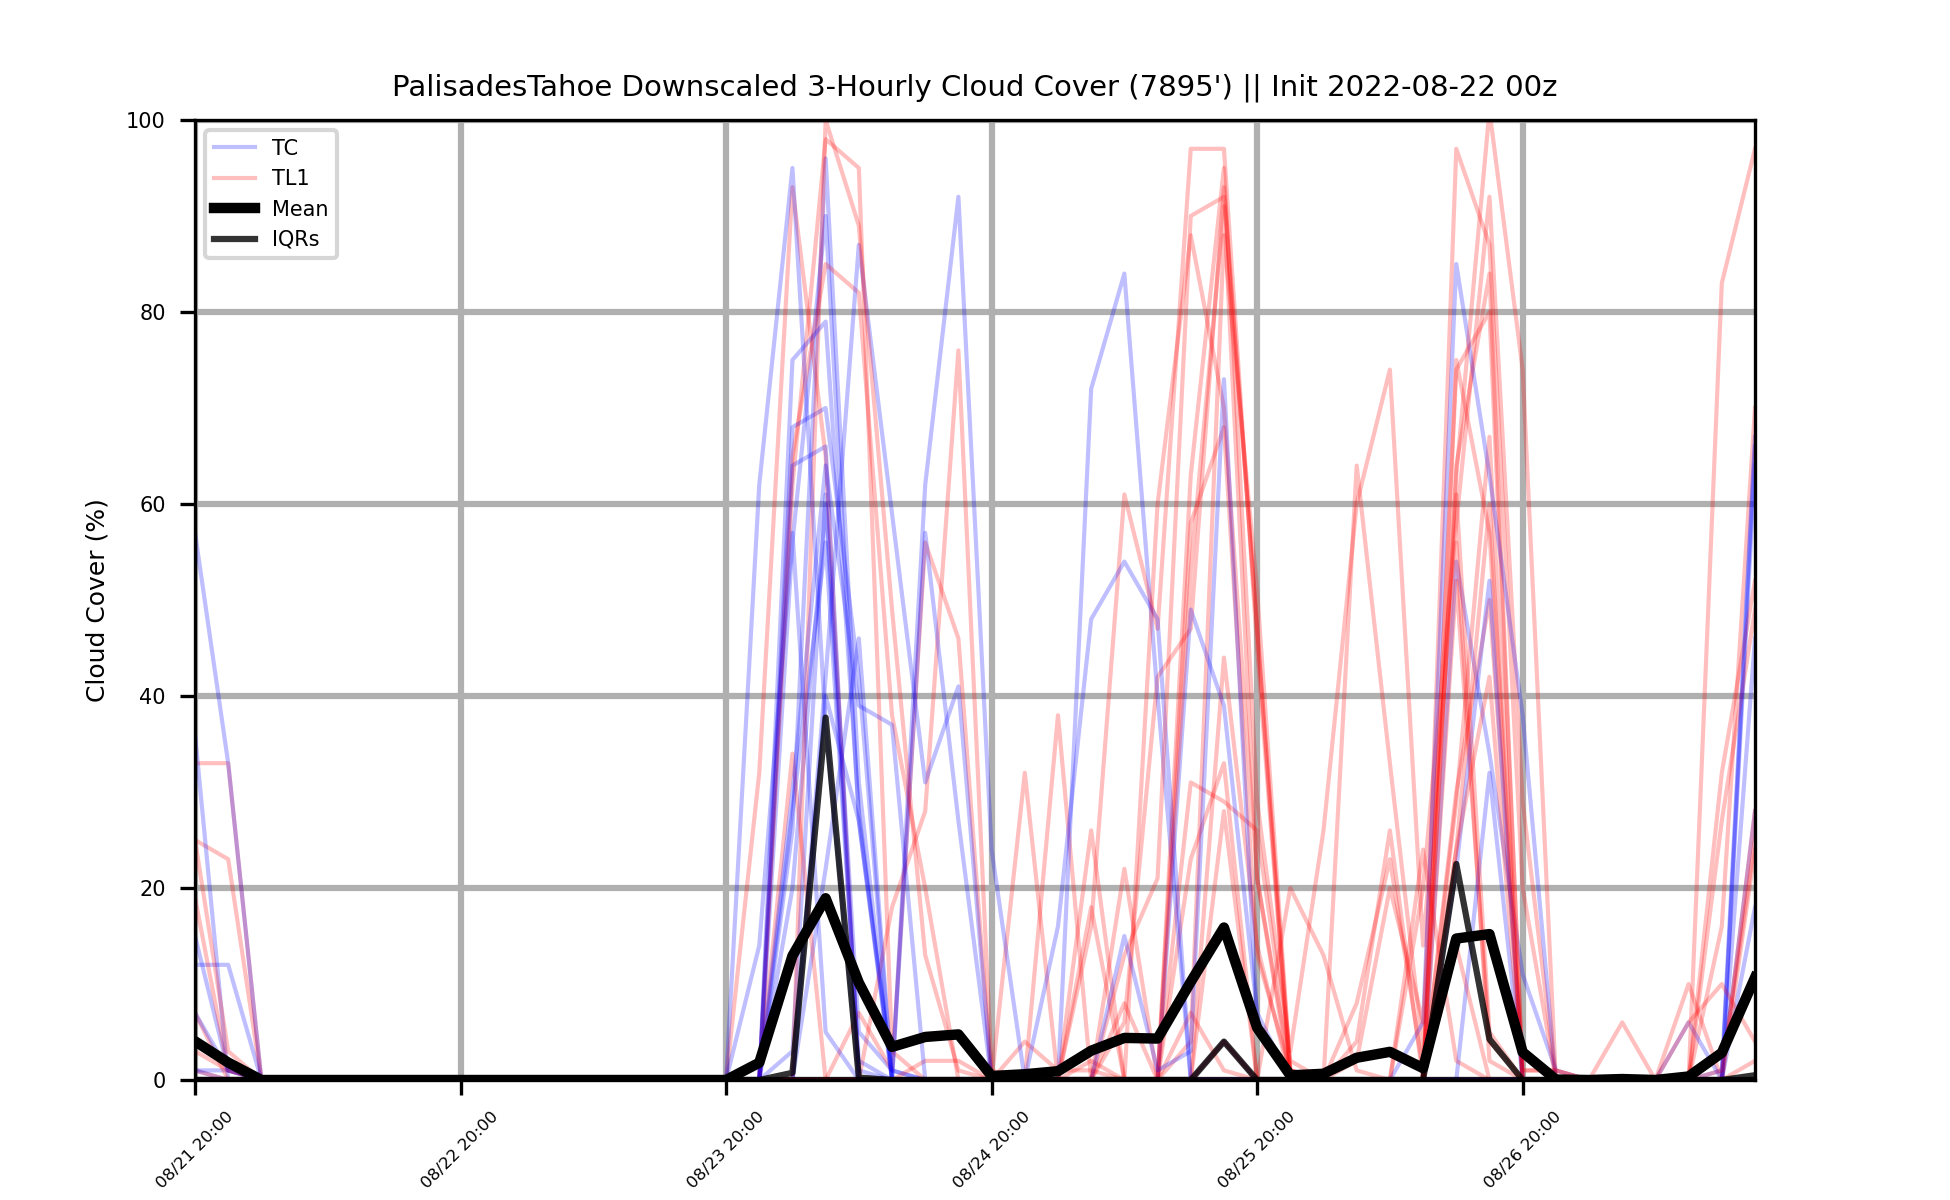 PalisadesTahoe Downscaled 3-Hourly Cloud Cover (7895') || Init 2022-08-22 00z
100
80
60
40
20
0
Cloud Cover (%)
TC
TL1
Mean
IQRs
08/21 20:00
08/22 20:00
08/23 20:00
08/24 20:00
08/25 20:00
08/26 20:00